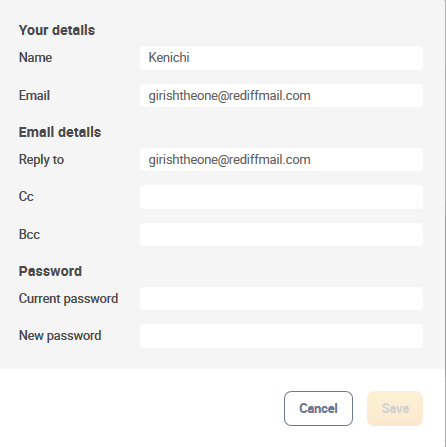 Your details
Name Kenichi
Email girishtheone@rediffmail.com
Email details
Reply to girishtheone@rediffmail.com
Cc
Bcc
Password
Current password
New password
Cancel Save